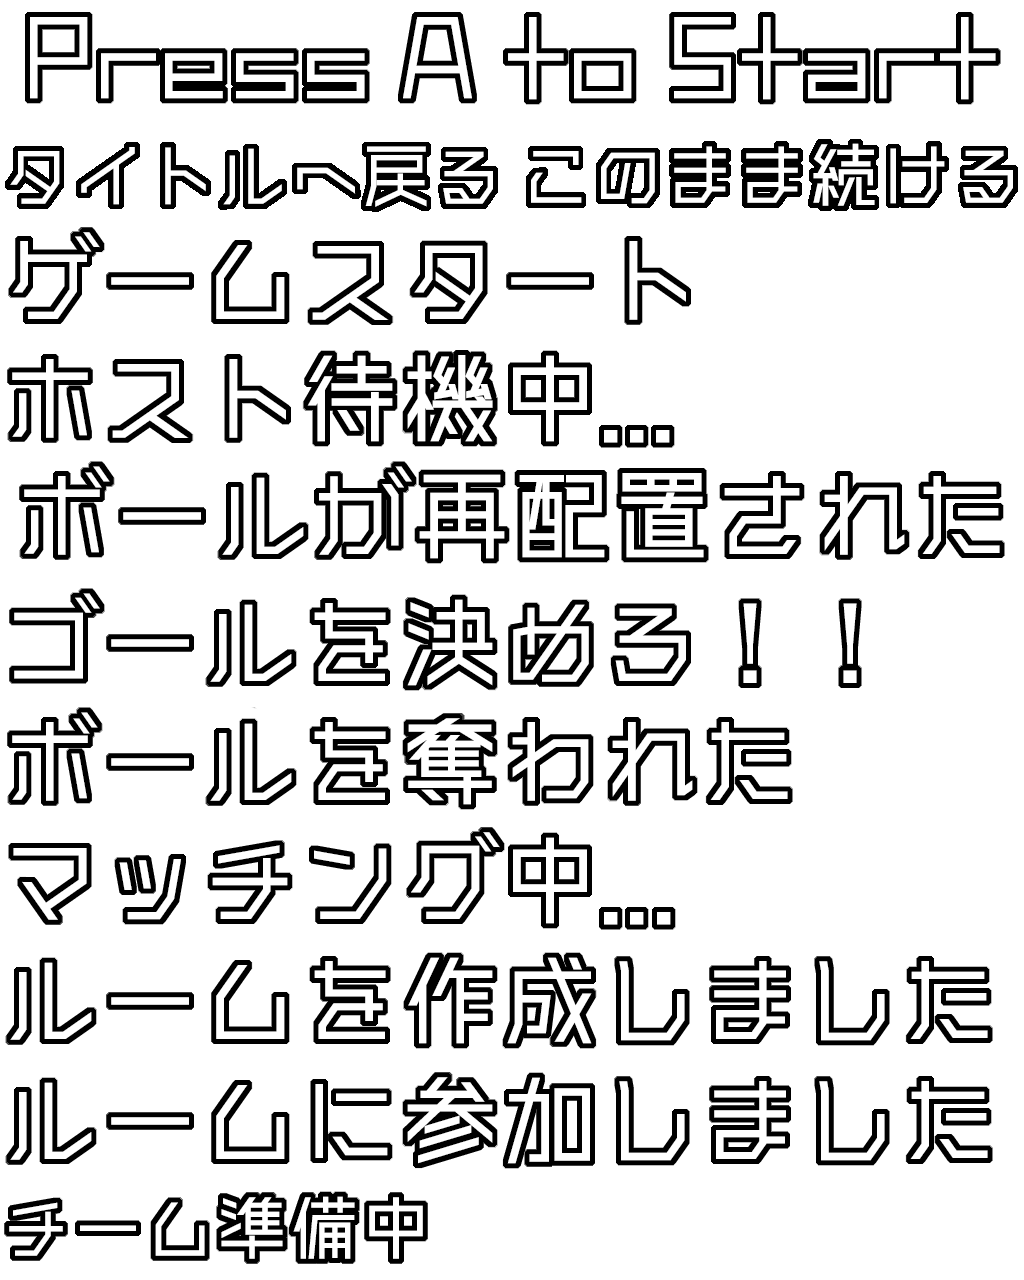 Press A to Start
タイトルへ戻る このまま続ける
ゲームスタート
ホスト待機中...
ボールが再配置された
ゴールを決めろ！！
ボールを奪われた
マッチング中...
ルームを作成しました
ルームに参加しました
チーム準備中